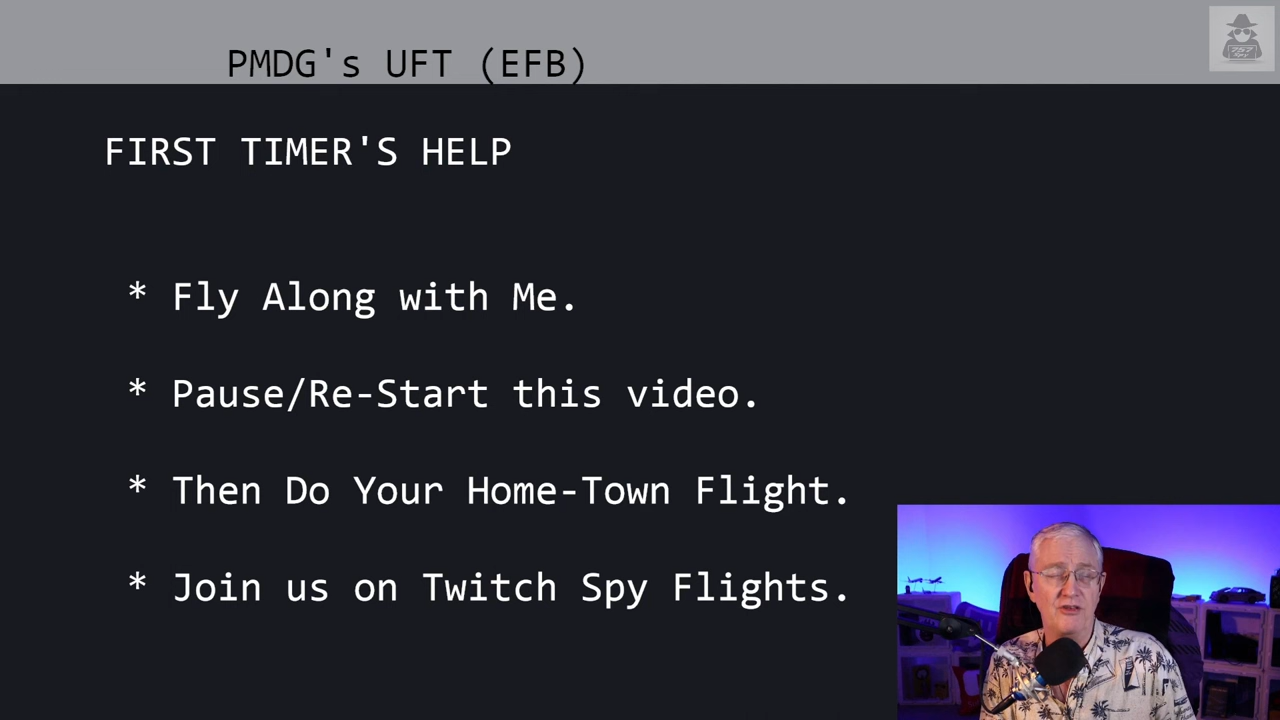 PMDG's UFT (EFB)
FIRST TIMER'S HELP
* Fly Along with Me.
* Pause/Re-Start this video.
* Then Do Your Home-Town Flight.
* Join us on Twitch Spy Flights.